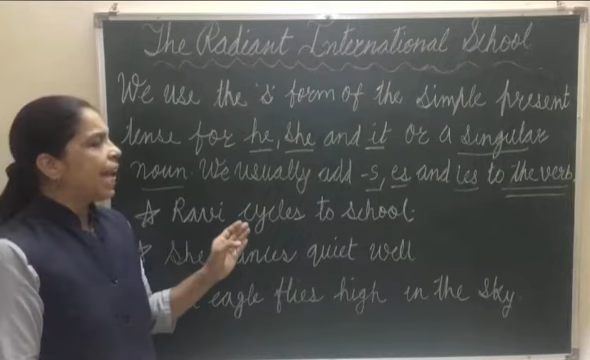 The Radiant International School
We use the 's' form of the simple present
tense for he, she and it or a singular
noun. We usually add -s, es and ies to the verb.
☆ Ravi cycles to school.
☆ She quiet well
eagle flies high in the sky.